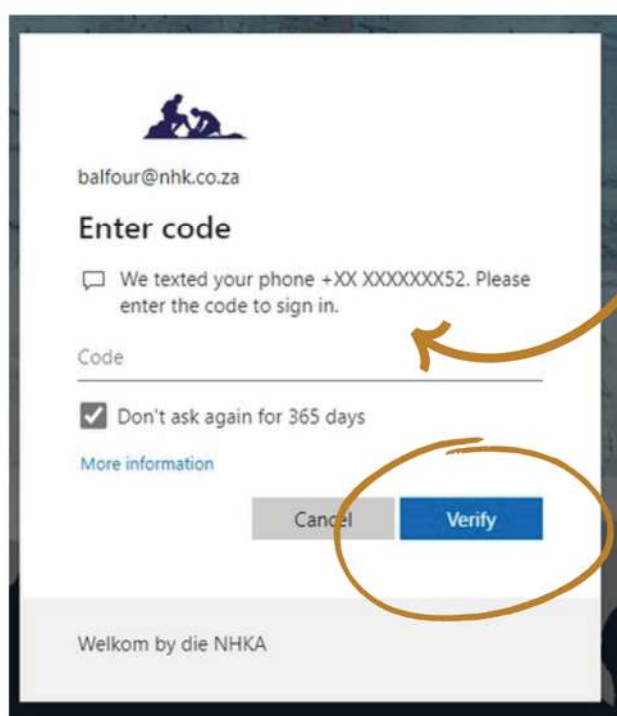 balfour@nhk.co.za
Enter code
We texted your phone +XX XXXXXXX52. Please
enter the code to sign in.
Code
Don't ask again for 365 days
More information
Cancel Verify
Welkom by die NHKA